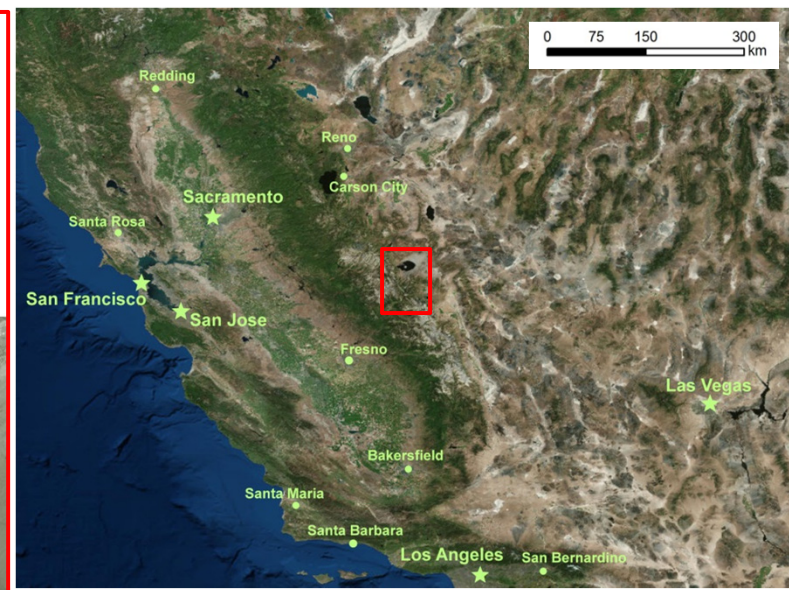 0 75 150 300
km
Redding
Reno
Carson City
Sacramento
Santa Rosa
San Francisco
San Jose
Fresno
Las Vegas
Bakersfield
Santa Maria
Santa Barbara
Los Angeles
San Bernardino